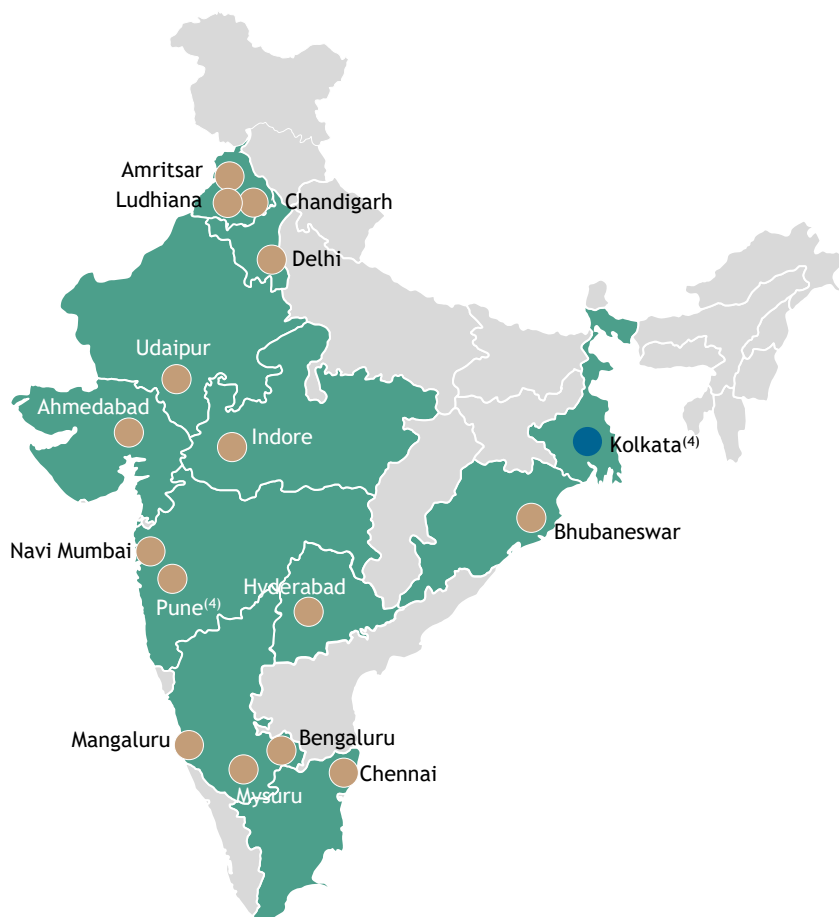 Amritsar
Ludhiana
Chandigarh
Delhi
Udaipur
Ahmedabad
Indore
Kolkata(4)
Bhubaneswar
Navi Mumbai
Pune(4)
Hyderabad
Mangaluru
Bengaluru
Mysuru
Chennai